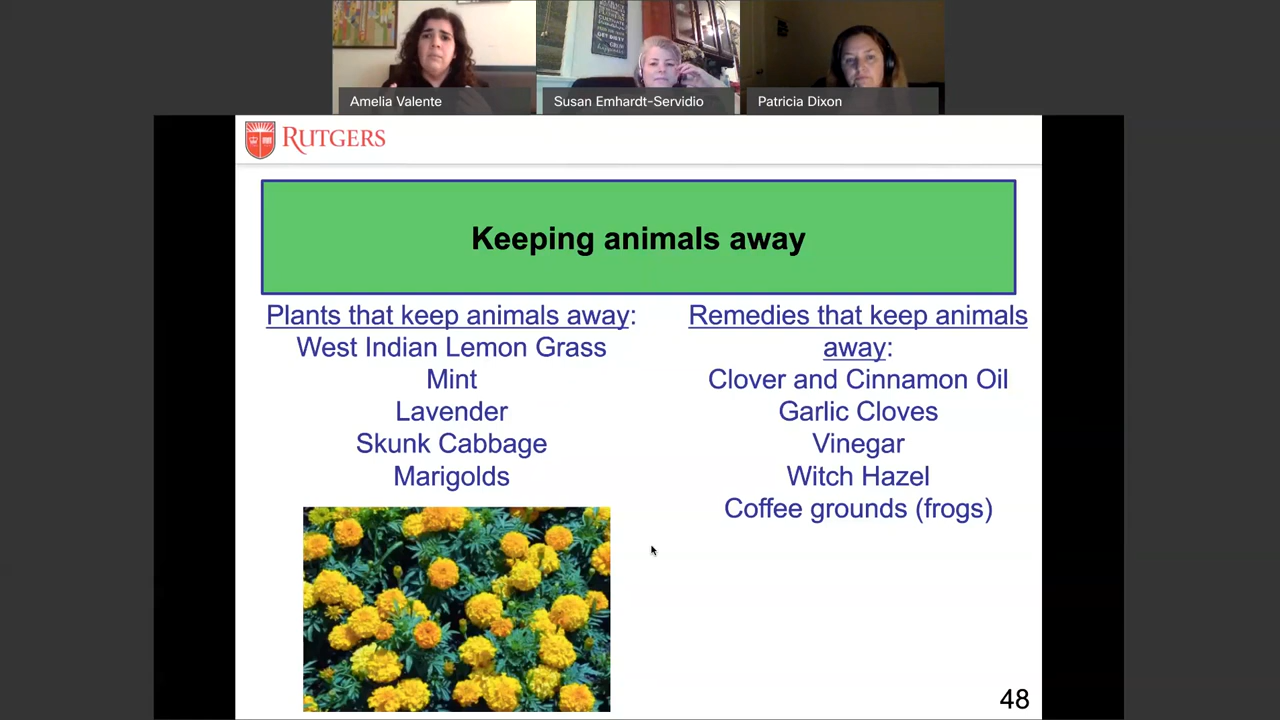 Amelia Valente
Susan Emhardt-Servidio
Patricia Dixon
RUTGERS
Keeping animals away
Plants that keep animals away:
West Indian Lemon Grass
Mint
Lavender
Skunk Cabbage
Marigolds
Remedies that keep animals
away:
Clover and Cinnamon Oil
Garlic Cloves
Vinegar
Witch Hazel
Coffee grounds (frogs)
48